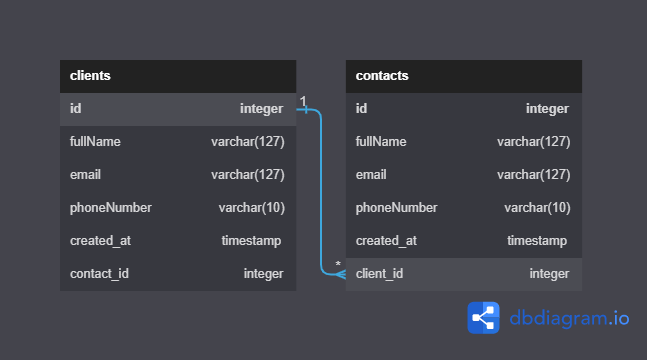 clients
id integer
fullName varchar(127)
email varchar(127)
phoneNumber varchar(10)
created_at timestamp
contact_id integer
1
*
contacts
id integer
fullName varchar(127)
email varchar(127)
phoneNumber varchar(10)
created_at timestamp
client_id integer
dbdiagram.io